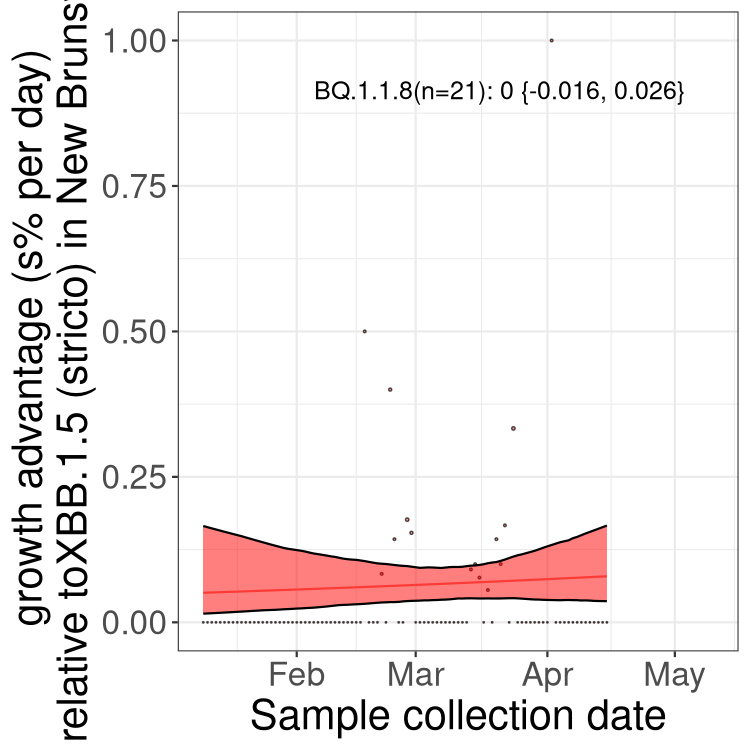 growth advantage (s% per day)
relative toXBB.1.5 (stricto) in New
1.00
0.75
0.50
0.25
0.00
BQ.1.1.8(n=21): 0 {-0.016, 0.026}
Feb Mar Apr May
Sample collection date